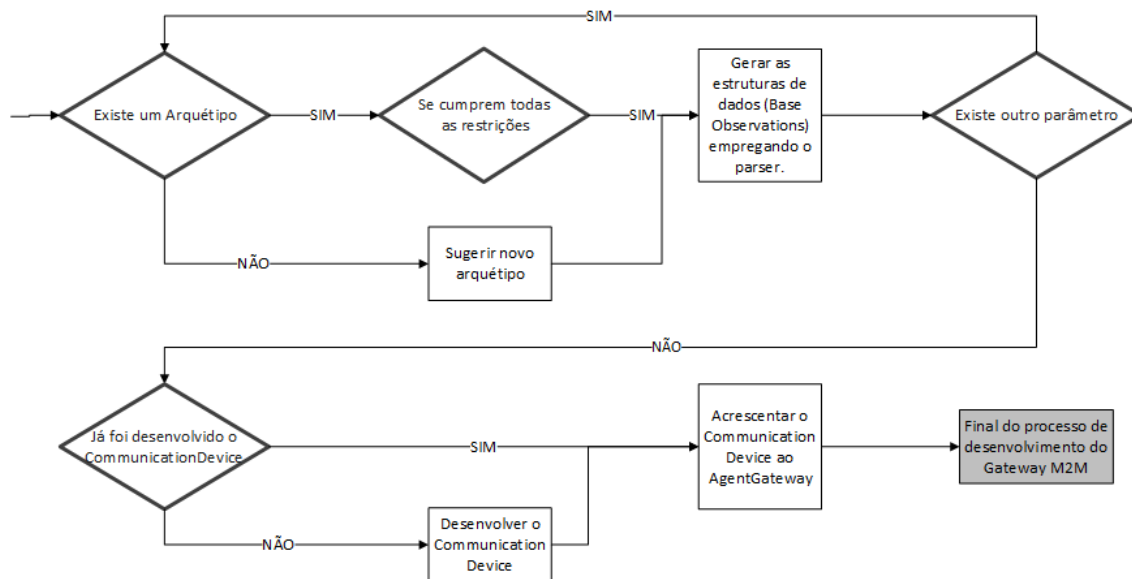 SIM
Existe um Arquétipo
SIM
Se cumprem todas
as restrições
SIM
Gerar as
estruturas de
dados (Base
Observations)
empregando o
parser.
Existe outro parâmetro
NÃO
Sugerir novo
arquétipo
NÃO
Já foi desenvolvido o
CommunicationDevice
SIM
Acrescentar o
Communication
Device ao
AgentGateway
Final do processo de
desenvolvimento do
Gateway M2M
NÃO
Desenvolver o
Communication
Device